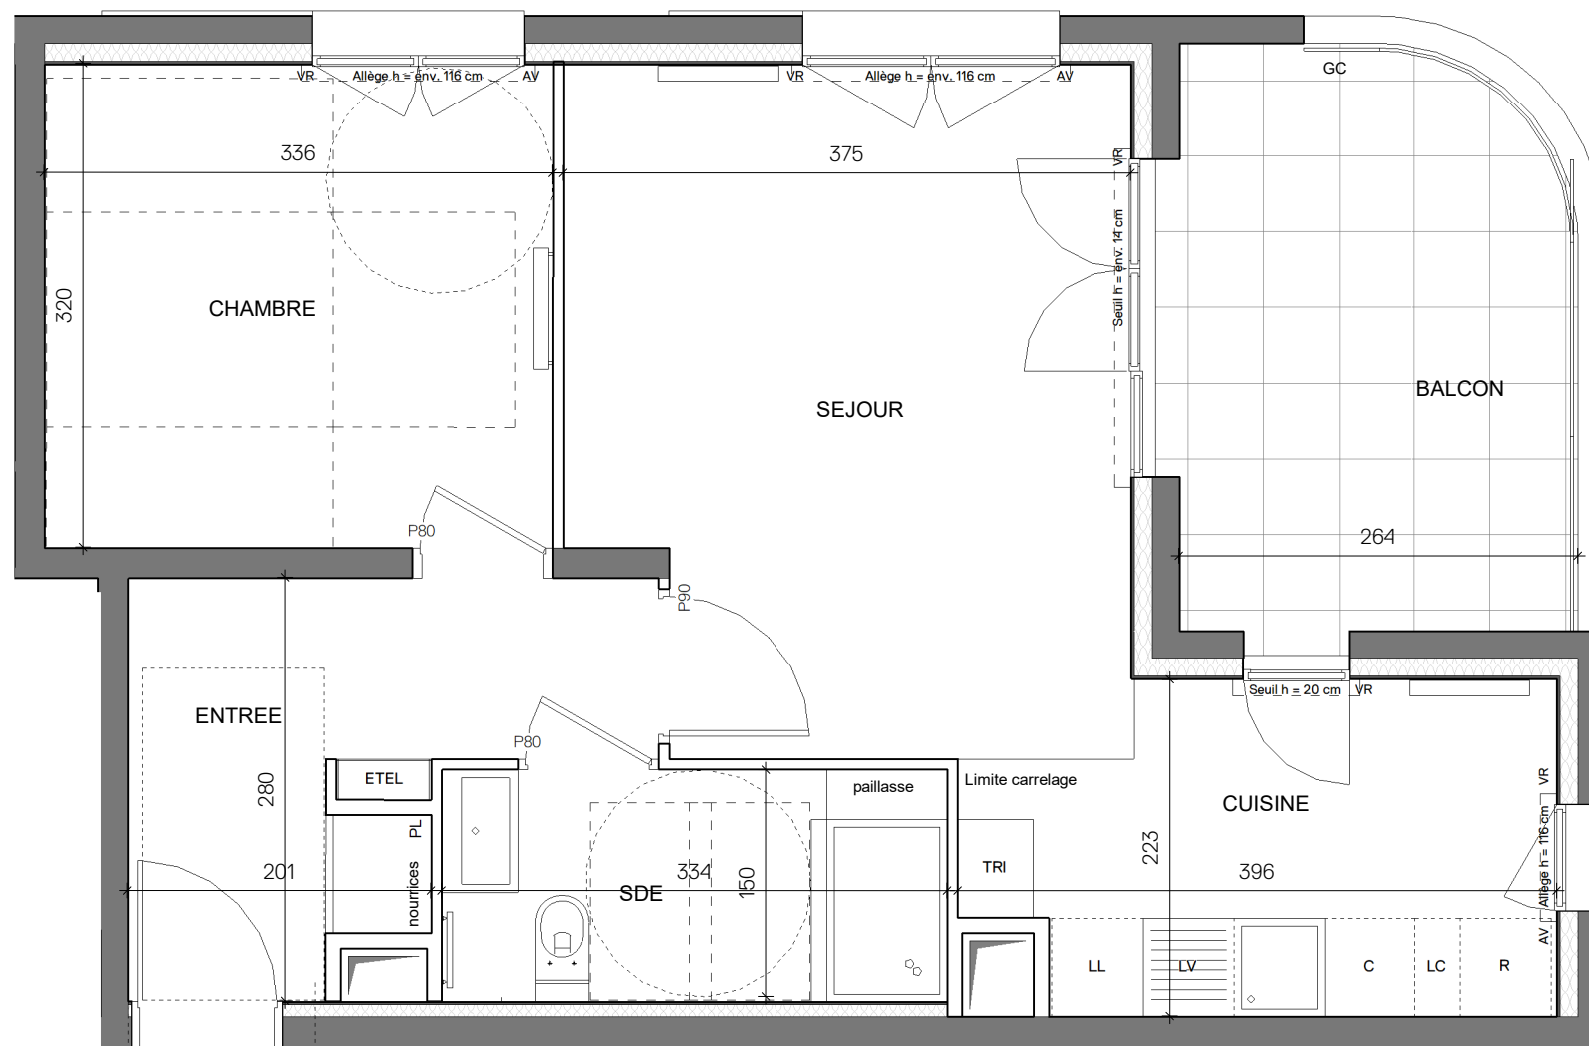 VR
Allège h = env. 116 cm
AV
VR
Allège h = env. 116 cm
AV
GC
336
375
VR
Seuil h = env. 14 cm
320
CHAMBRE
SEJOUR
BALCON
P80
264
P90
Seuil h = 20 cm
VR
ENTREE
P80
ETEL
280
paillasse
Limite carrelage
CUISINE
VR
Allège h = 116 cm
AV
PL
nourrices
201
SDE
334
150
TRI
223
396
LL
LV
C
LC
R